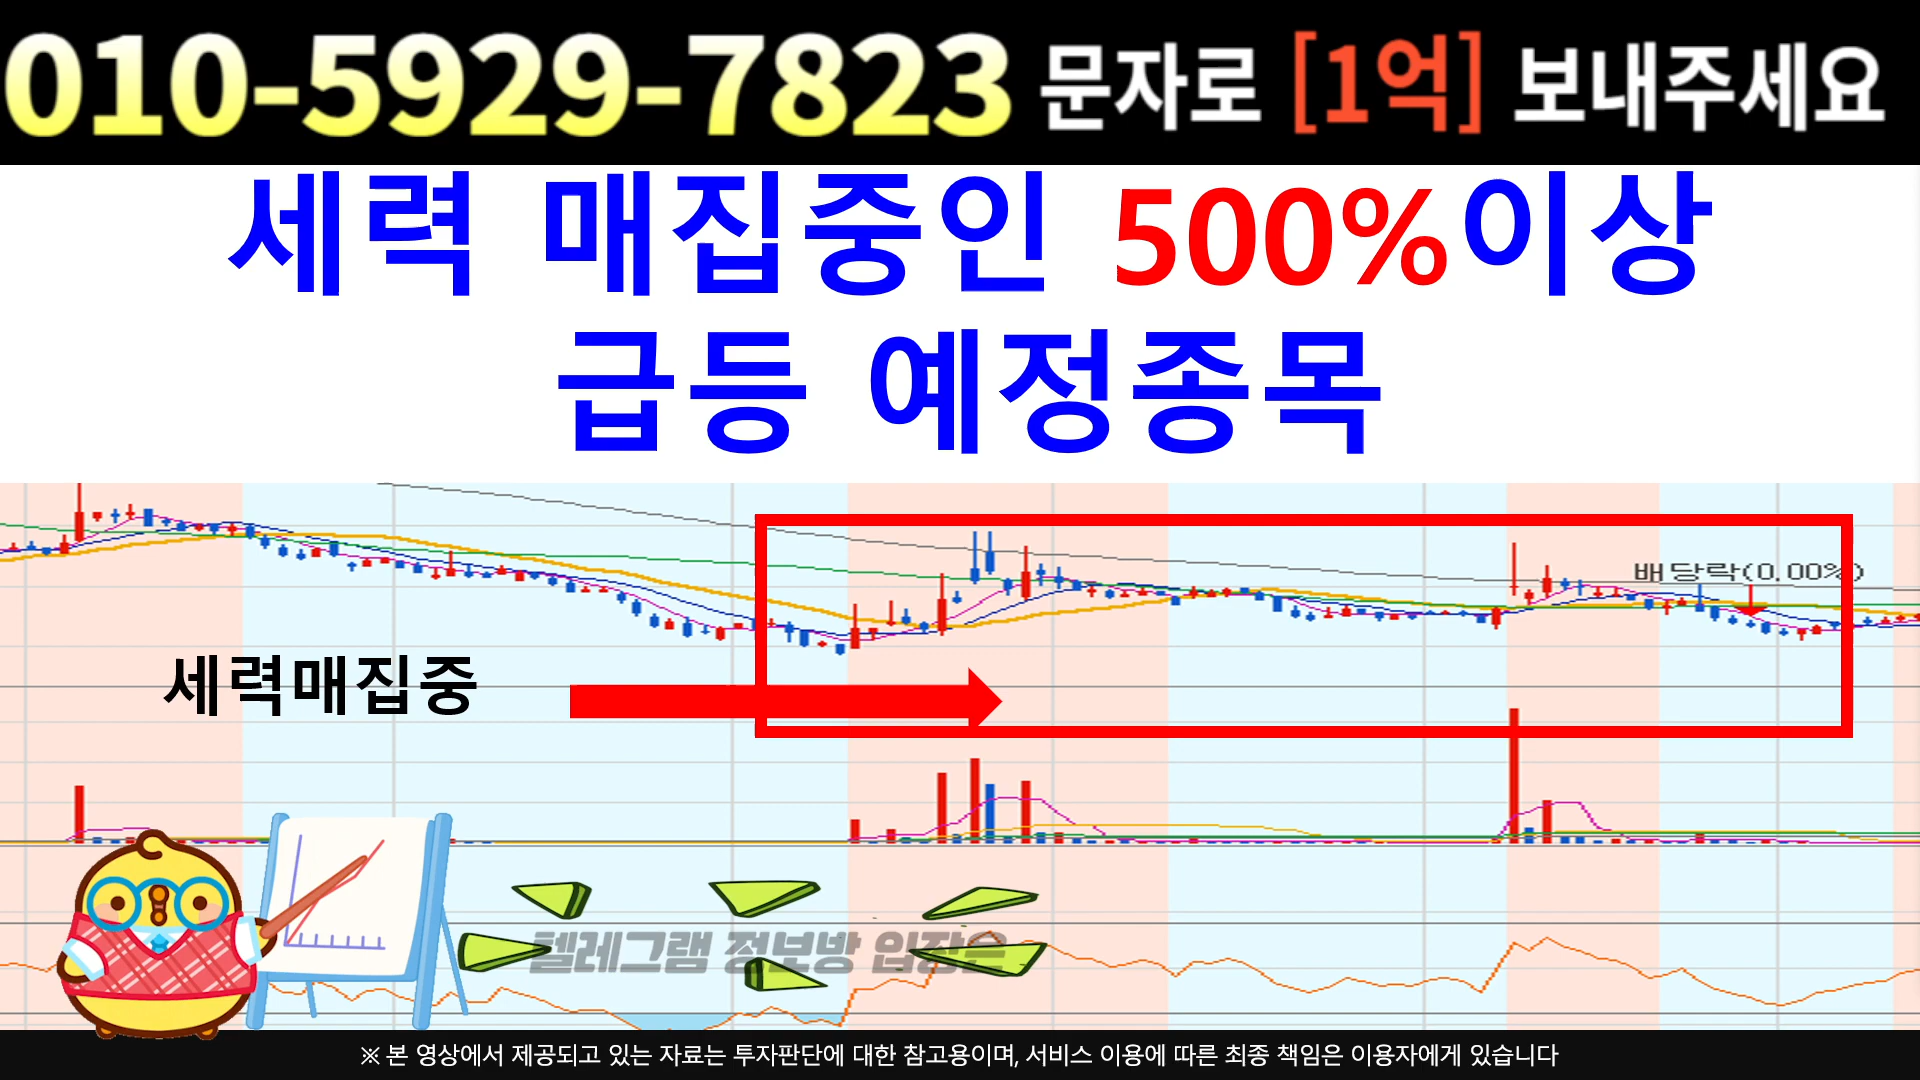 010-5929-7823 문자로 [1억] 보내주세요
세력 매집중인 500%이상
급등 예정종목
배당락(0.00%)
세력매집중
텔레그램 정보방 입장은
※ 본 영상에서 제공되고 있는 자료는 투자판단에 대한 참고용이며, 서비스 이용에 따른 최종 책임은 이용자에게 있습니다